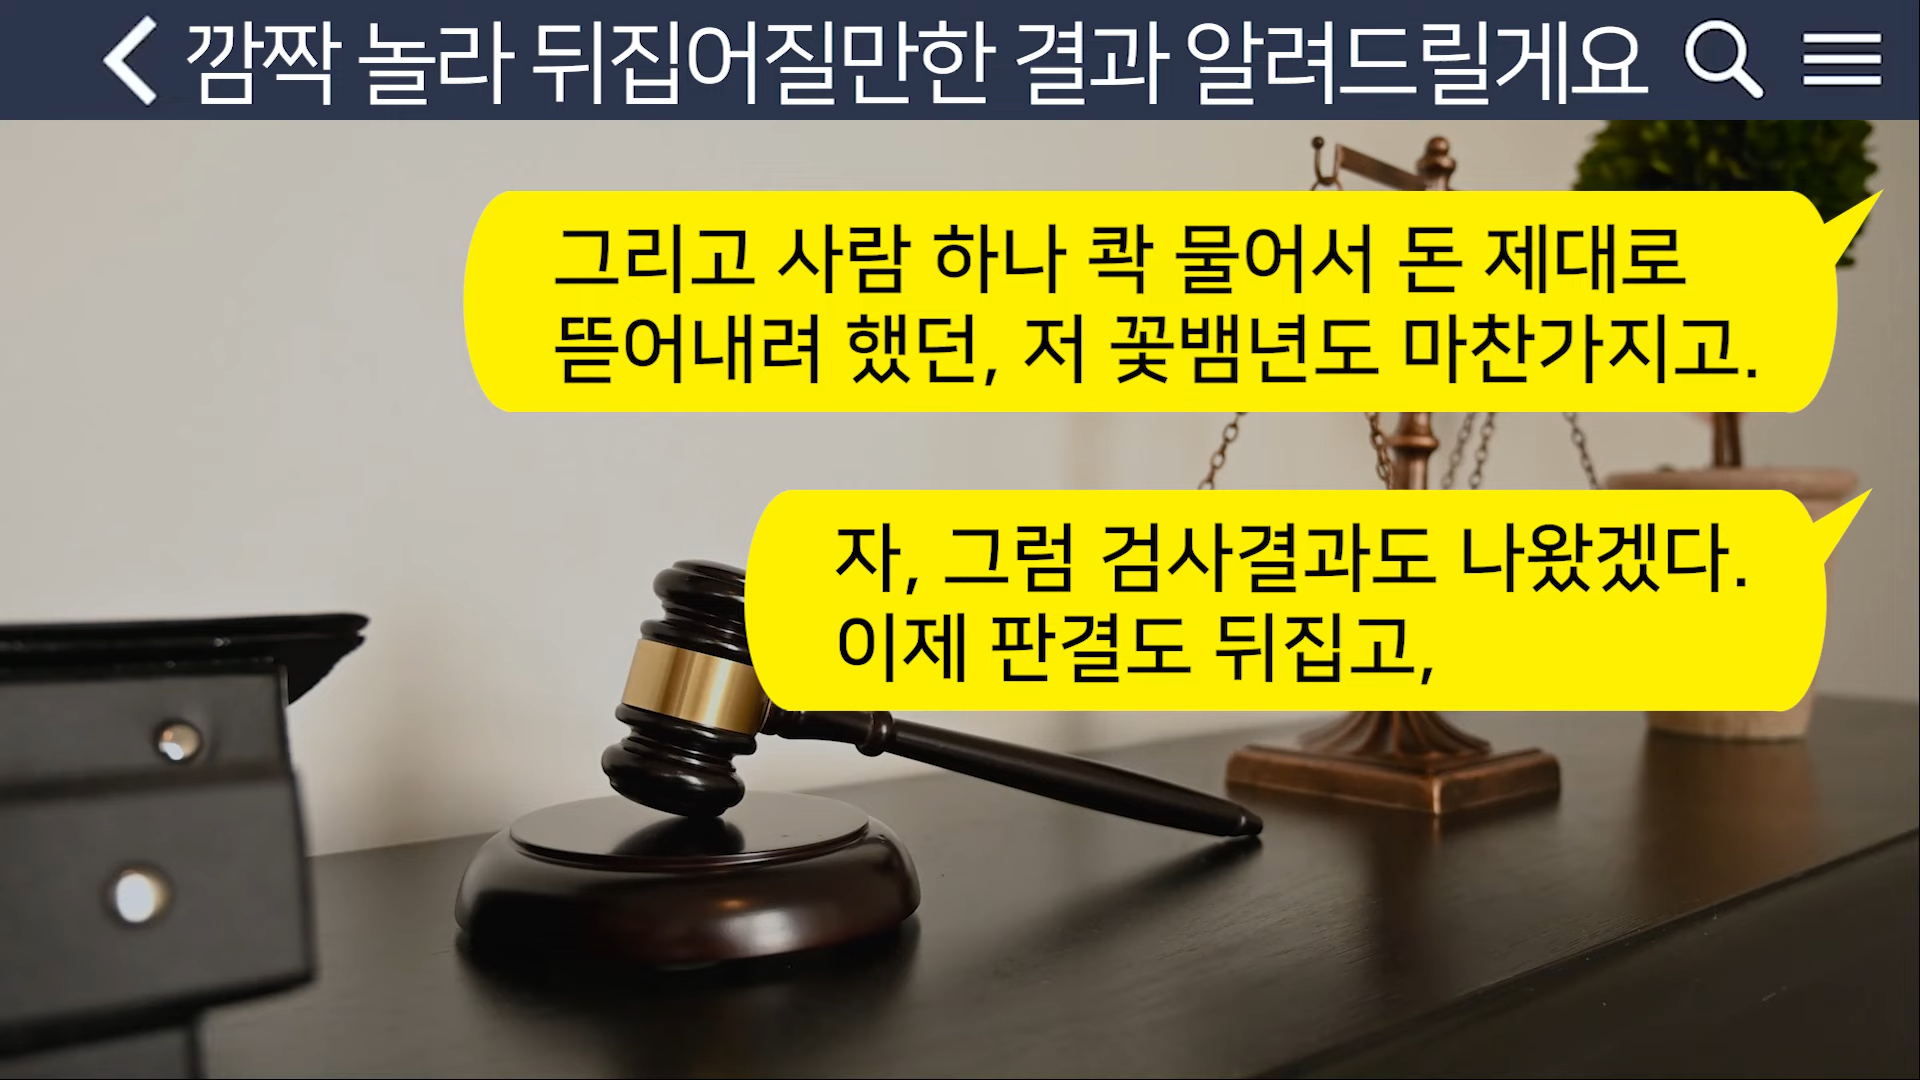 깜짝 놀라 뒤집어질만한 결과 알려드릴게요
그리고 사람 하나 콱 물어서 돈 제대로
뜯어내려 했던, 저 꽃뱀년도 마찬가지고.
자, 그럼 검사결과도 나왔겠다.
이제 판결도 뒤집고,